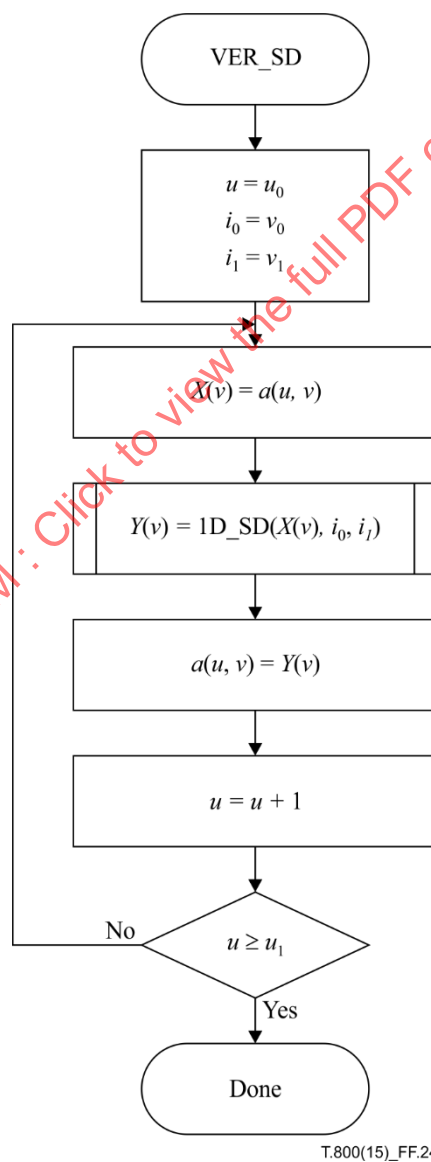 VER_SD
u = u₀
i₀ = v₀
i₁ = v₁
X(v) = a(u, v)
Y(v) = 1D_SD(X(v), i₀, i₁)
a(u, v) = Y(v)
u = u + 1
No
u ≥ u₁
Yes
Done
T.800(15)_FF.24
M : Click to view the full PDF